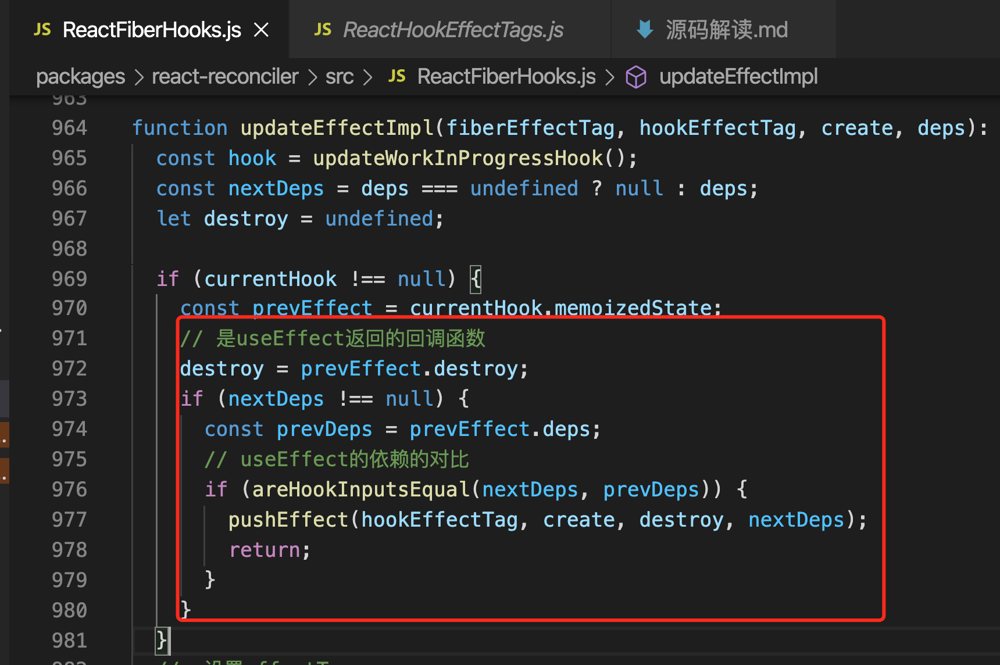 JS ReactFiberHooks.js × JS ReactHookEffectTags.js 源码解读.md
packages > react-reconciler > src > JS ReactFiberHooks.js > updateEffectImpl
963
964 function updateEffectImpl(fiberEffectTag, hookEffectTag, create, deps):
965 const hook = updateWorkInProgressHook();
966 const nextDeps = deps === undefined ? null : deps;
967 let destroy = undefined;
968
969 if (currentHook !== null) {
970 const prevEffect = currentHook.memoizedState;
971 // 是useEffect返回的回调函数
972 destroy = prevEffect.destroy;
973 if (nextDeps !== null) {
974 const prevDeps = prevEffect.deps;
975 // useEffect的依赖的对比
976 if (areHookInputsEqual(nextDeps, prevDeps)) {
977 pushEffect(hookEffectTag, create, destroy, nextDeps);
978 return;
979 }
980 }
981 }